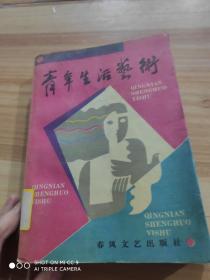 青年生活艺术
QINGNIAN
SHENGHUO
YISHU
QINGNIAN
SHENGHUO
YISHU
QINGNIAN
SHENGHUO
YISHU
春风文艺出版社
SHOT ON MI 9 CC
AI TRIPLE CAMERA